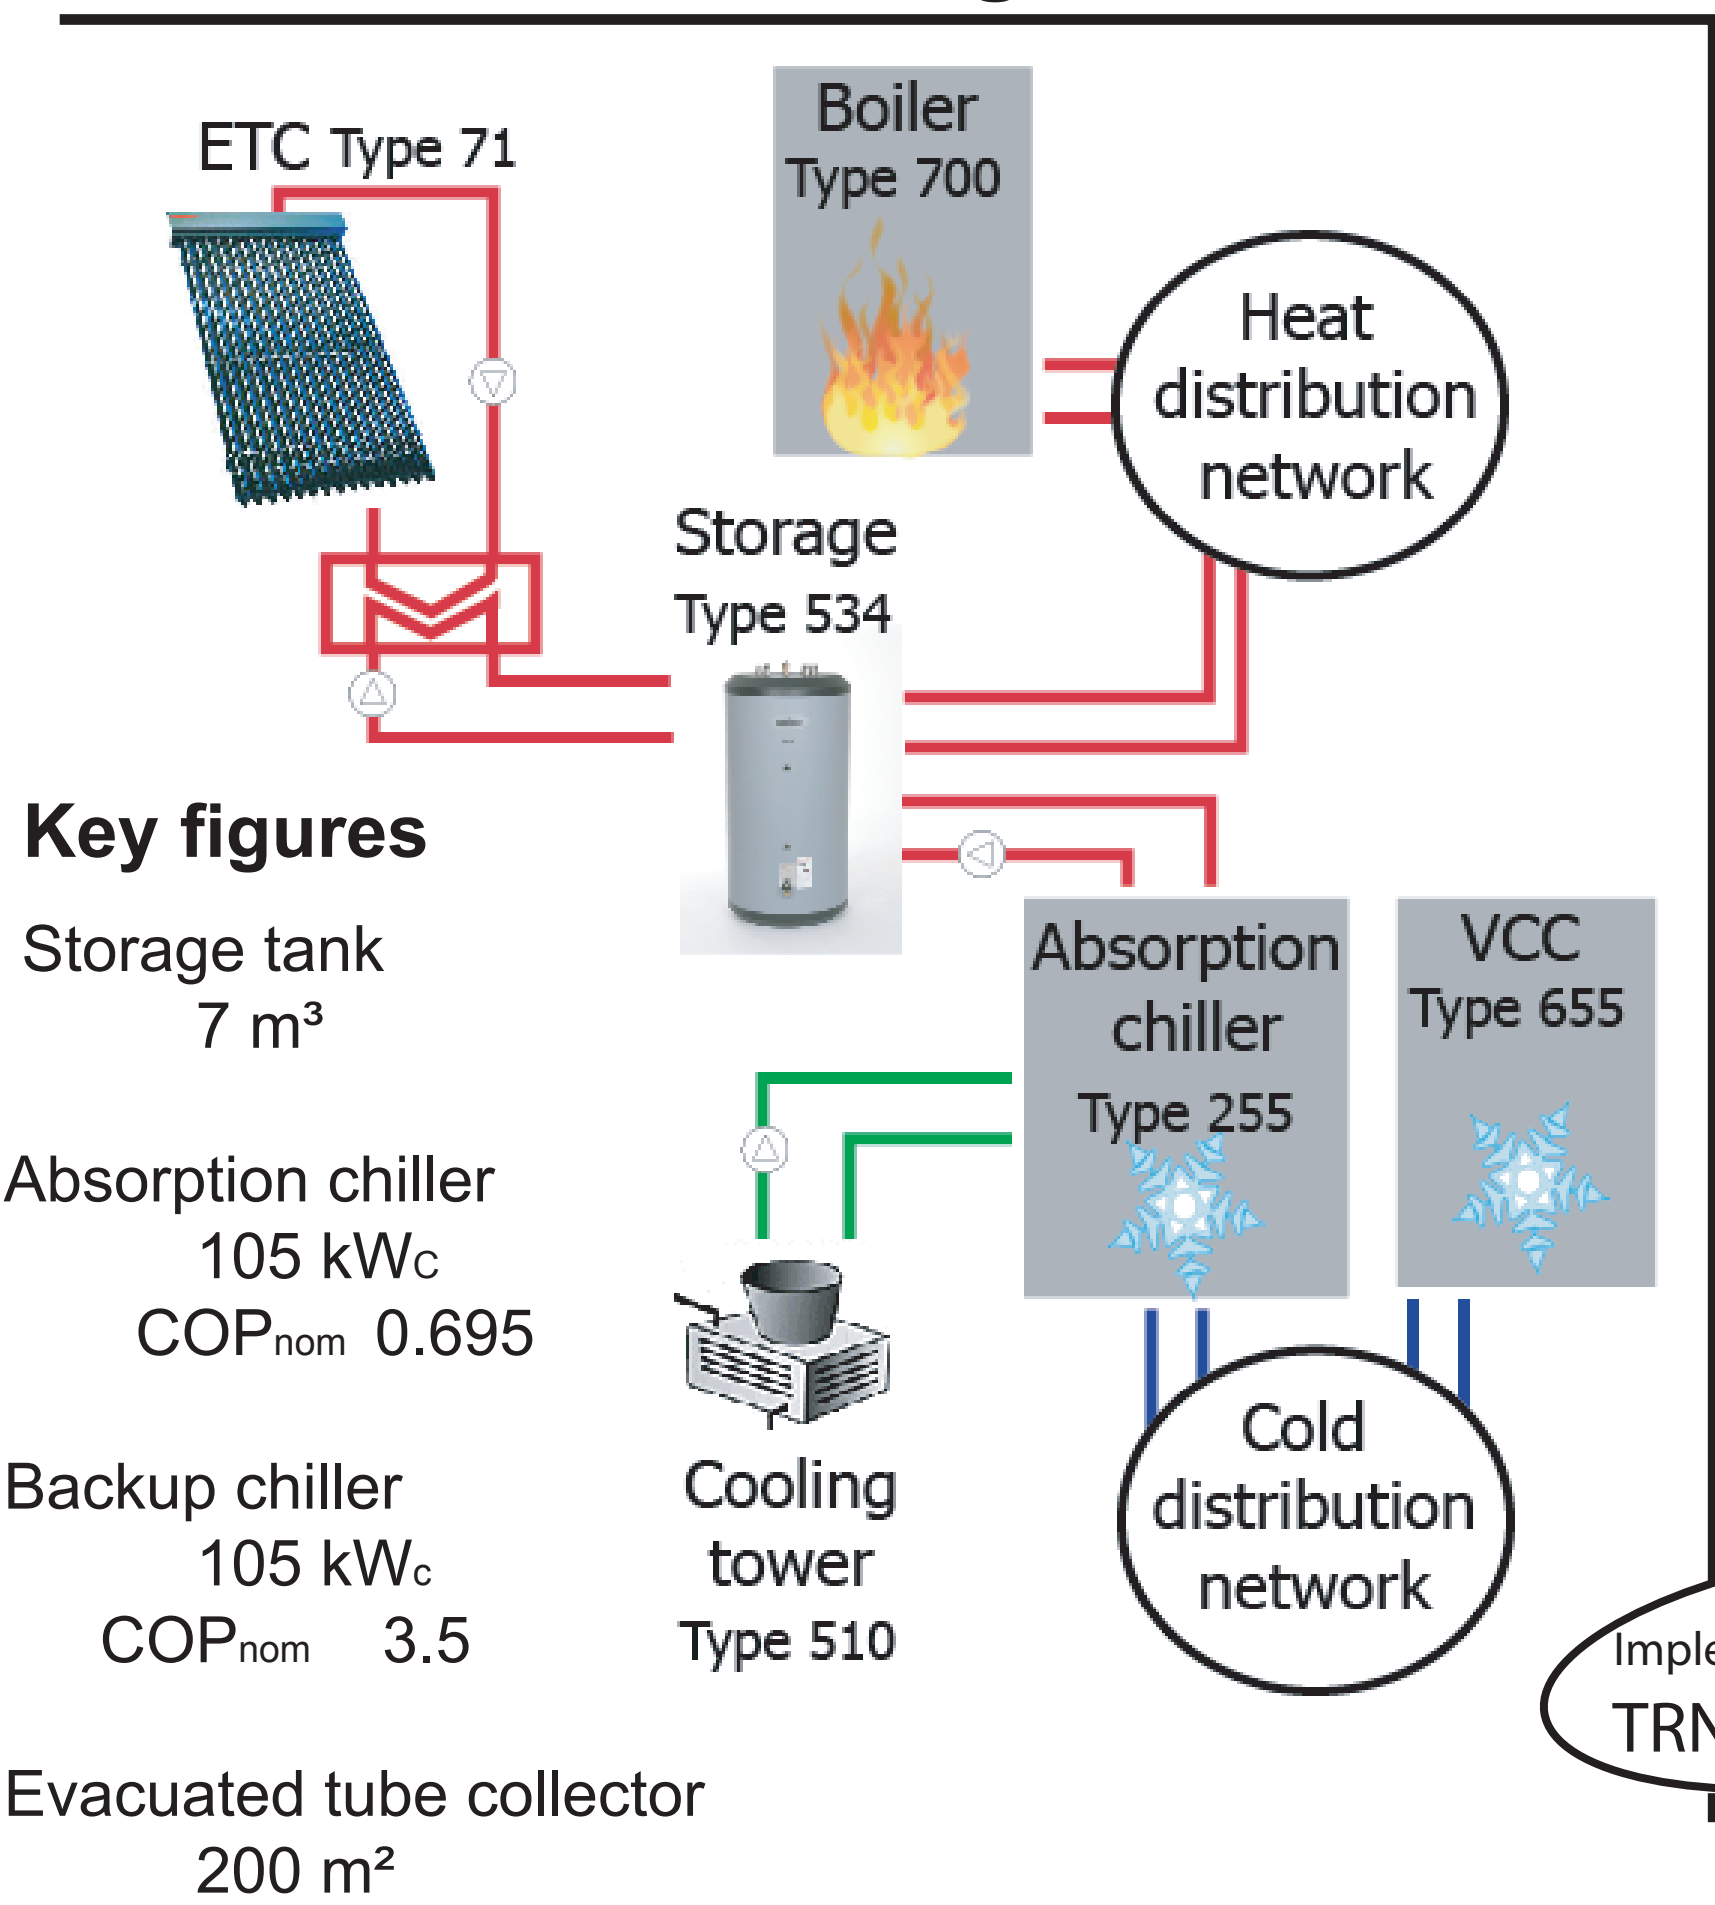 ETC Type 71
Boiler
Type 700
Heat
distribution
network
Storage
Type 534
Key figures
Storage tank
7 m³
Absorption chiller
105 kWC
COPnom 0.695
Backup chiller
105 kWc
COPnom 3.5
Evacuated tube collector
200 m²
Absorption
chiller
Type 255
VCC
Type 655
Cooling
tower
Type 510
Cold
distribution
network